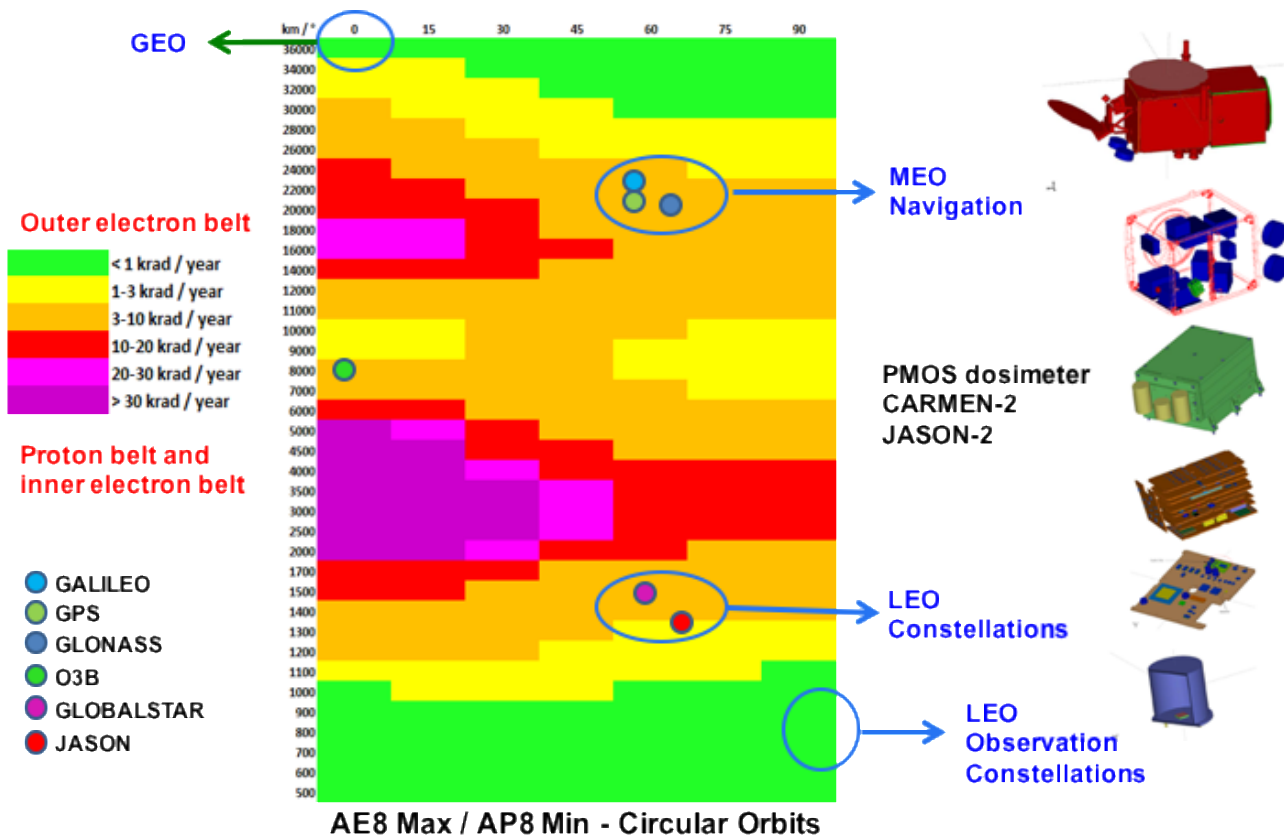 GEO
km / ° 0 15 30 45 60 75 90
36000
34000
32000
30000
28000
26000
24000
22000
20000
18000
16000
14000
12000
11000
10000
9000
8000
7000
6000
5000
4500
4000
3500
3000
2500
2000
1700
1500
1400
1300
1200
1100
1000
900
800
700
600
500
Outer electron belt
< 1 krad / year
1-3 krad / year
3-10 krad / year
10-20 krad / year
20-30 krad / year
> 30 krad / year
Proton belt and
inner electron belt
GALILEO
GPS
GLONASS
O3B
GLOBALSTAR
JASON
MEO
Navigation
PMOS dosimeter
CARMEN-2
JASON-2
LEO
Constellations
LEO
Observation
Constellations
AE8 Max / AP8 Min - Circular Orbits